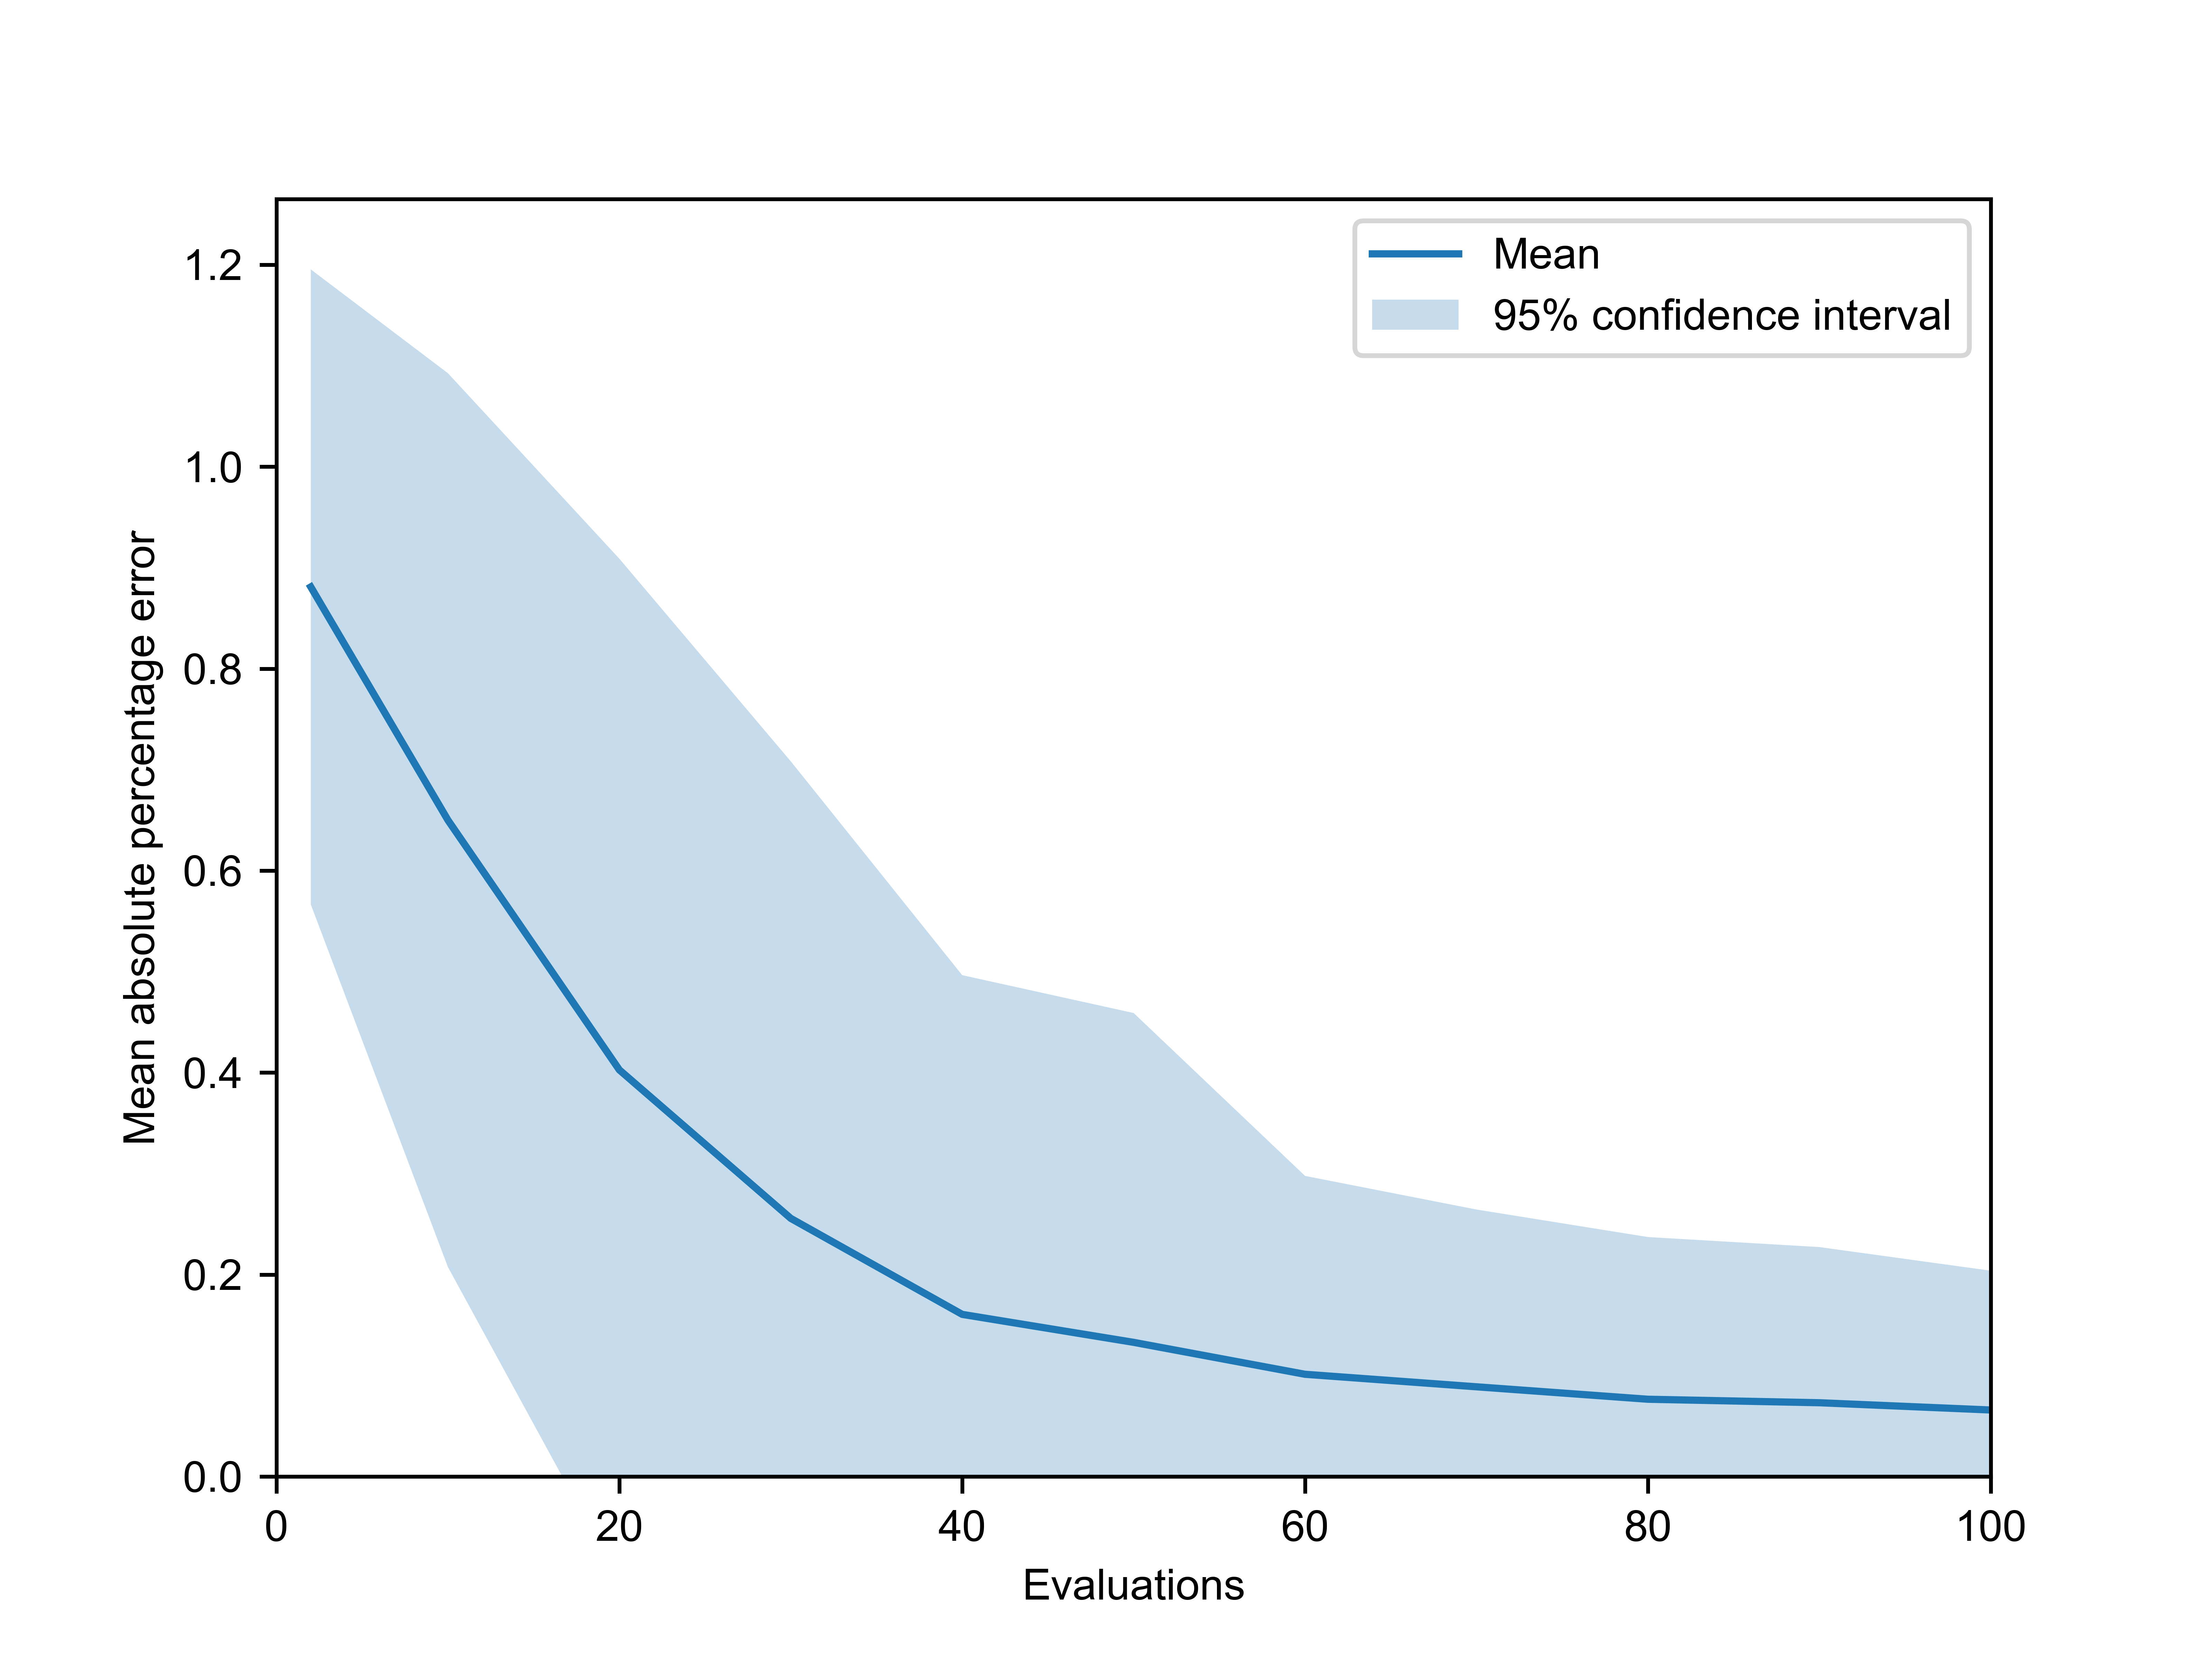 Mean
95% confidence interval
1.2
1.0
0.8
0.6
0.4
0.2
0.0
Mean absolute percentage error
0 20 40 60 80 100
Evaluations